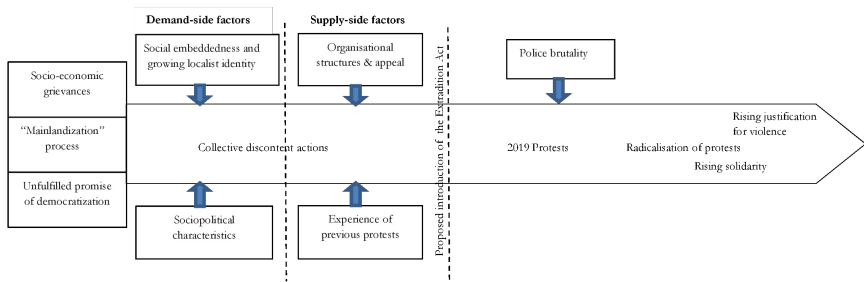 Demand-side factors
Supply-side factors
Social embeddedness and
growing localist identity
Organisational
structures & appeal
Police brutality
Socio-economic
grievances
“Mainlandization”
process
Unfulfilled promise
of democratization
Collective discontent actions
Proposed introduction of the Extradition Act
2019 Protests
Radicalisation of protests
Rising justification
for violence
Rising solidarity
Sociopolitical
characteristics
Experience of
previous protests